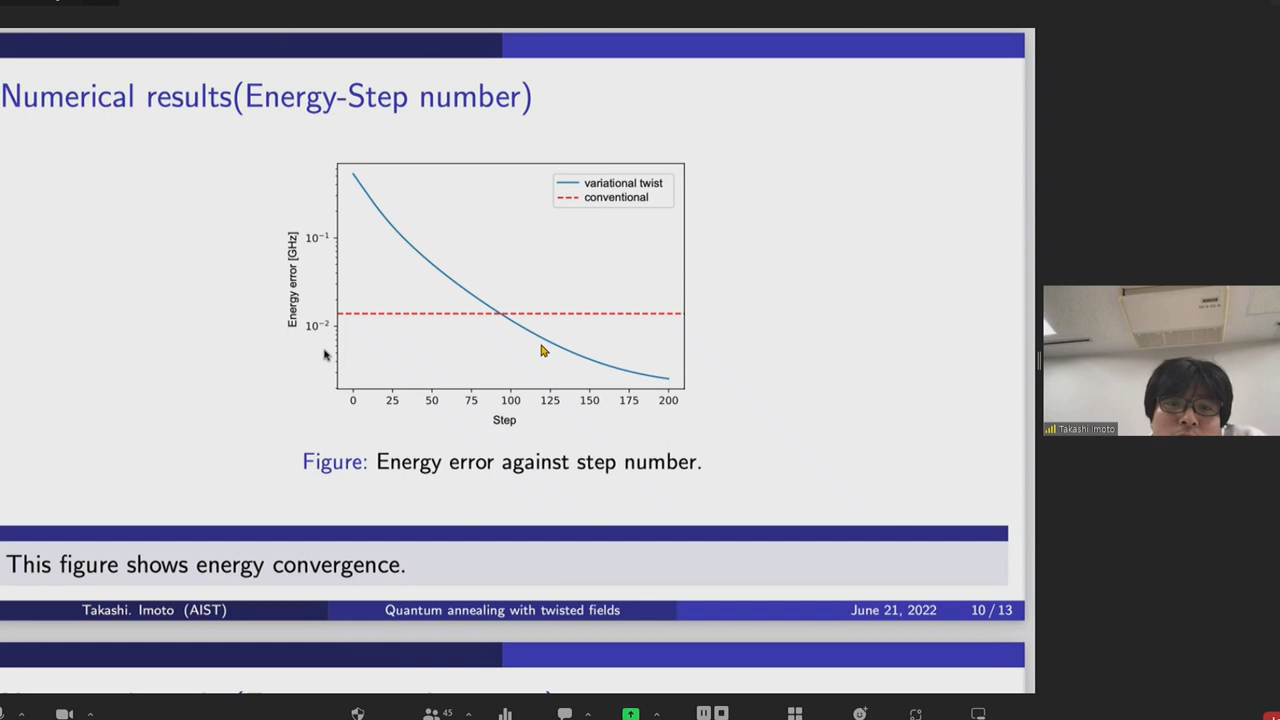 Numerical results(Energy-Step number)
variational twist
conventional
Energy error [GHz]
10⁻¹
10⁻²
0 25 50 75 100 125 150 175 200
Step
Figure: Energy error against step number.
This figure shows energy convergence.
Takashi. Imoto (AIST) Quantum annealing with twisted fields June 21, 2022 10 / 13
Takashi Imoto
45